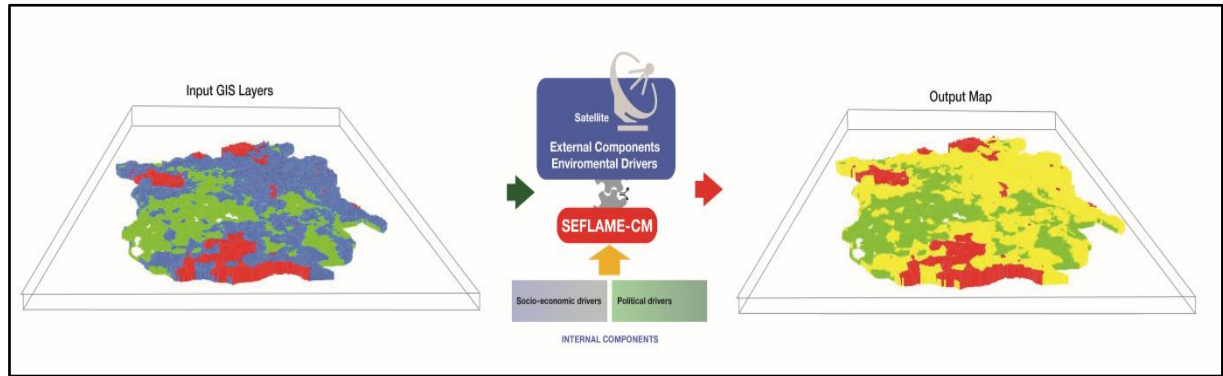 Input GIS Layers
Satellite
External Components
Enviromental Drivers
SEFLAME-CM
Socio-economic drivers
Political drivers
INTERNAL COMPONENTS
Output Map